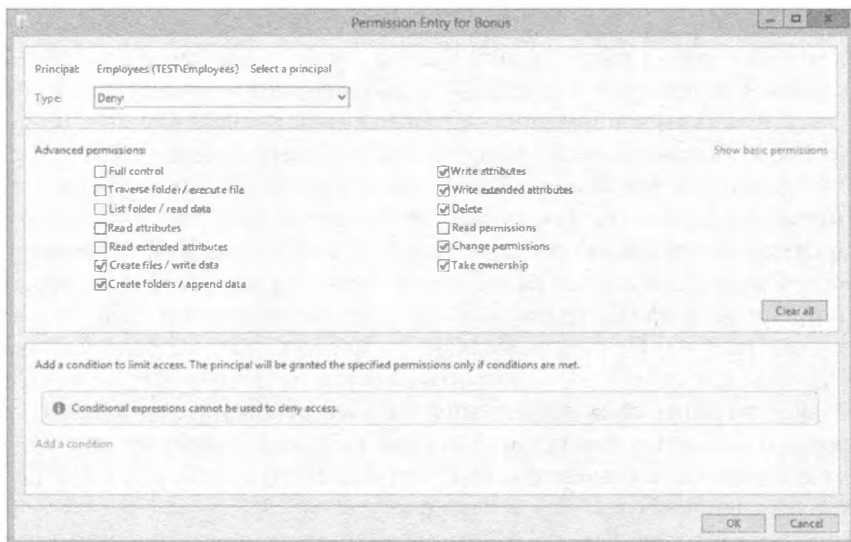 Permission Entry for Bonus
Principal: Employees (TEST\Employees) Select a principal
Type: Deny
Advanced permissions: Show basic permissions
Full control
Traverse folder / execute file
List folder / read data
Read attributes
Read extended attributes
Create files / write data
Create folders / append data
Write attributes
Write extended attributes
Delete
Read permissions
Change permissions
Take ownership
Clear all
Add a condition to limit access. The principal will be granted the specified permissions only if conditions are met.
Conditional expressions cannot be used to deny access.
Add a condition
OK Cancel